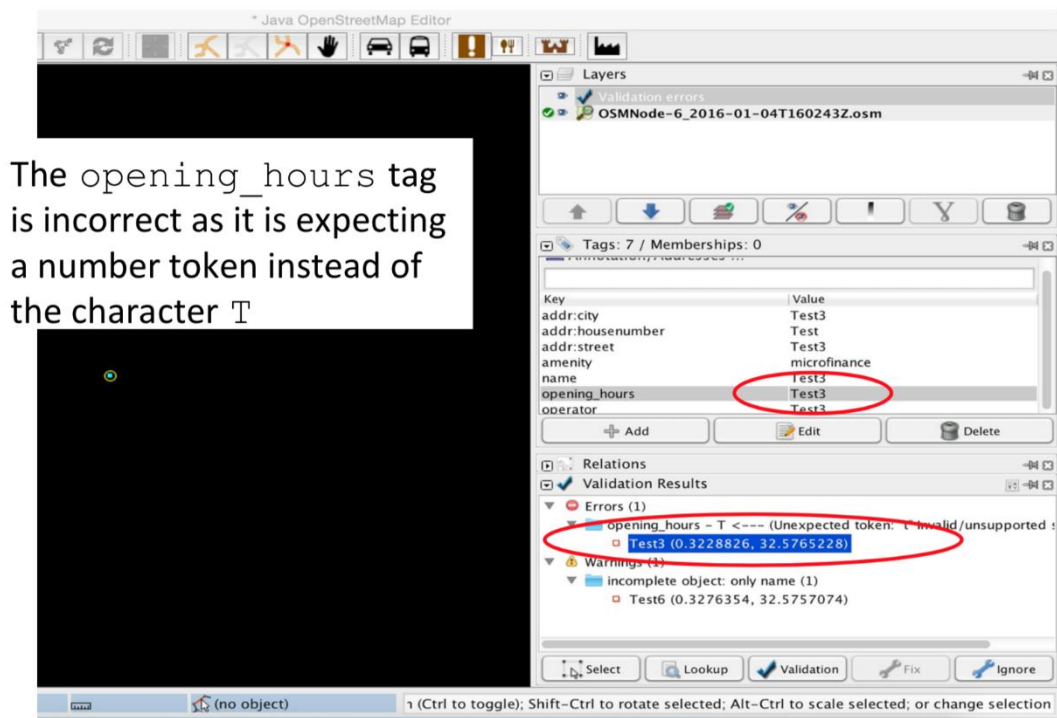 * Java OpenStreetMap Editor
Layers
Validation errors
OSMNode-6_2016-01-04T160243Z.osm
The opening_hours tag
is incorrect as it is expecting
a number token instead of
the character T
Tags: 7 / Memberships: 0
Key Value
addr:city Test3
addr:housenumber Test
addr:street Test3
amenity microfinance
name Test3
opening_hours Test3
operator Test3
Add Edit Delete
Relations
Validation Results
Errors (1)
opening_hours - T <--- (Unexpected token: "t" Invalid/unsupported s
Test3 (0.3228826, 32.5765228)
Warnings (1)
incomplete object: only name (1)
Test6 (0.3276354, 32.5757074)
Select Lookup Validation Fix Ignore
(no object) (Ctrl to toggle); Shift-Ctrl to rotate selected; Alt-Ctrl to scale selected; or change selection